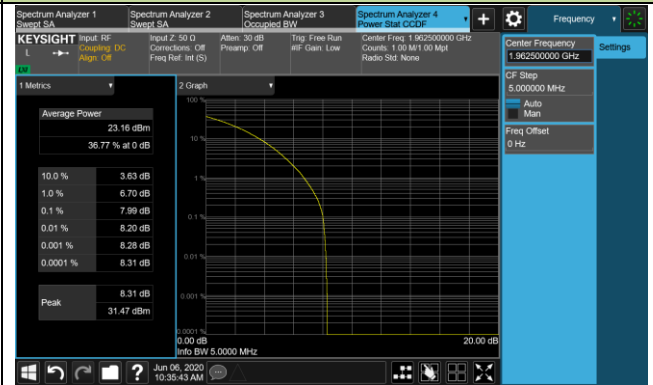 Spectrum Analyzer 1
Swept SA
Spectrum Analyzer 2
Swept SA
Spectrum Analyzer 3
Occupied BW
Spectrum Analyzer 4
Power Stat CCDF
Frequency
KEYSIGHT
L
Input: RF
Coupling: DC
Align: Off
Input Z: 50 Ω
Corrections: Off
Freq Ref: Int (S)
Atten: 30 dB
Preamp: Off
Trig: Free Run
#IF Gain: Low
Center Freq: 1.962500000 GHz
Counts: 1.00 M/1.00 Mpt
Radio Std: None
Center Frequency
1.962500000 GHz
Settings
CF Step
5.000000 MHz
Auto
Man
Freq Offset
0 Hz
1 Metrics
2 Graph
Average Power
23.16 dBm
36.77 % at 0 dB
10.0 % 3.63 dB
1.0 % 6.70 dB
0.1 % 7.99 dB
0.01 % 8.20 dB
0.001 % 8.28 dB
0.0001 % 8.31 dB
Peak
8.31 dB
31.47 dBm
100 %
10 %
1 %
0.1 %
0.01 %
0.001 %
0.0001 %
0.00 dB
20.00 dB
Info BW 5.0000 MHz
?
Jun 06, 2020
10:35:43 AM